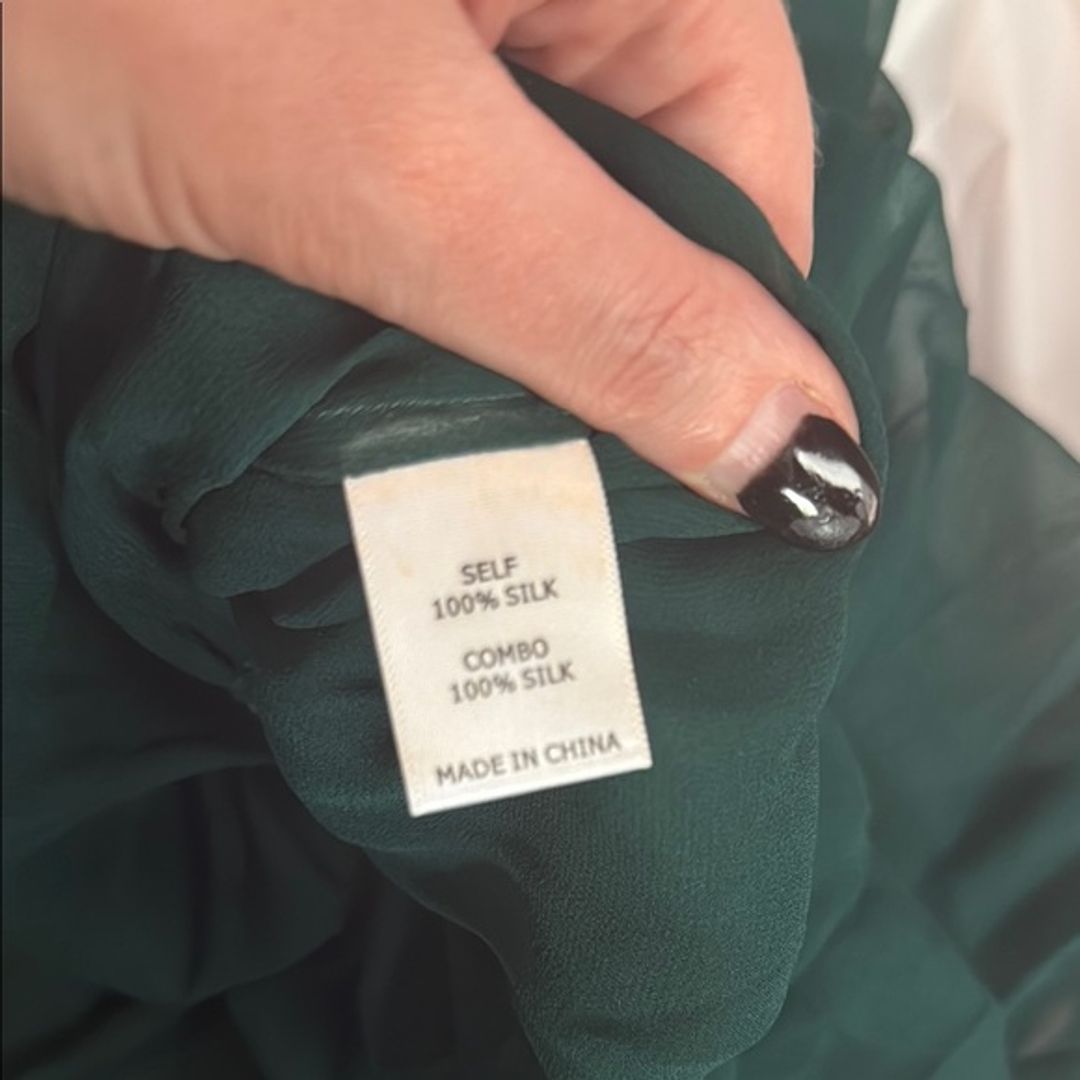 SELF
100% SILK
COMBO
100% SILK
MADE IN CHINA